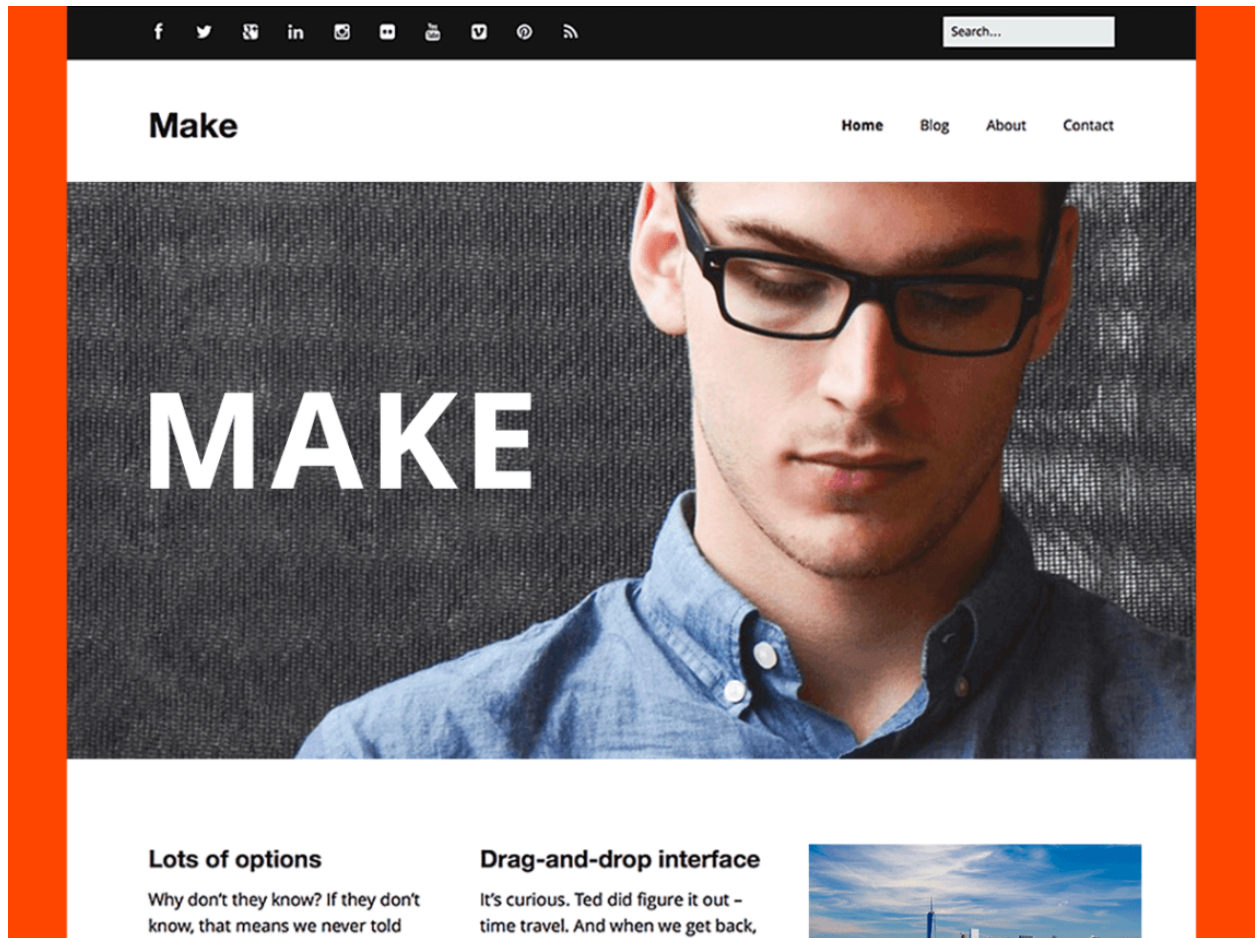 Search...
Make
Home Blog About Contact
MAKE
Lots of options
Why don't they know? If they don't
know, that means we never told
Drag-and-drop interface
It's curious. Ted did figure it out –
time travel. And when we get back,